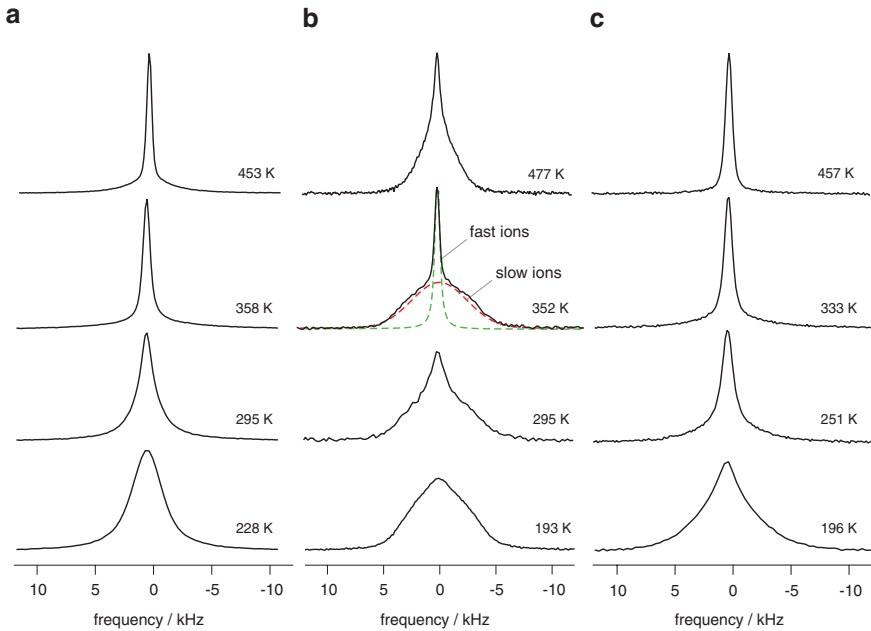 a
b
c
453 K
477 K
457 K
fast ions
slow ions
358 K
352 K
333 K
295 K
295 K
251 K
228 K
193 K
196 K
10 5 0 -5 -10
10 5 0 -5 -10
10 5 0 -5 -10
frequency / kHz
frequency / kHz
frequency / kHz